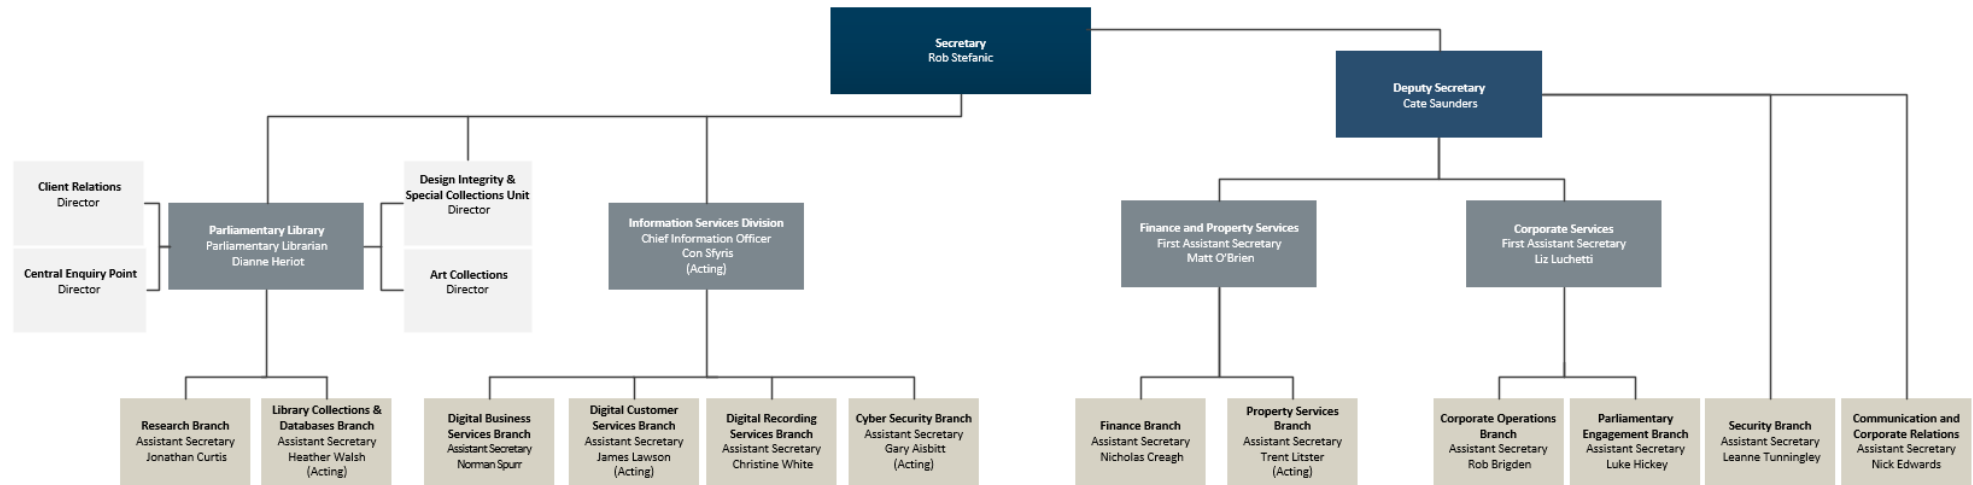 Secretary
Rob Stefanic
Deputy Secretary
Cate Saunders
Client Relations
Director
Central Enquiry Point
Director
Parliamentary Library
Parliamentary Librarian
Dianne Heriot
Design Integrity &
Special Collections Unit
Director
Art Collections
Director
Information Services Division
Chief Information Officer
Con Sfyris
(Acting)
Finance and Property Services
First Assistant Secretary
Matt O'Brien
Corporate Services
First Assistant Secretary
Liz Luchetti
Research Branch
Assistant Secretary
Jonathan Curtis
Library Collections &
Databases Branch
Assistant Secretary
Heather Walsh
(Acting)
Digital Business
Services Branch
Assistant Secretary
Norman Spurr
Digital Customer
Services Branch
Assistant Secretary
James Lawson
(Acting)
Digital Recording
Services Branch
Assistant Secretary
Christine White
Cyber Security Branch
Assistant Secretary
Gary Aisbitt
(Acting)
Finance Branch
Assistant Secretary
Nicholas Creagh
Property Services
Branch
Assistant Secretary
Trent Litster
(Acting)
Corporate Operations
Branch
Assistant Secretary
Rob Brigden
Parliamentary
Engagement Branch
Assistant Secretary
Luke Hickey
Security Branch
Assistant Secretary
Leanne Tunningley
Communication and
Corporate Relations
Assistant Secretary
Nick Edwards